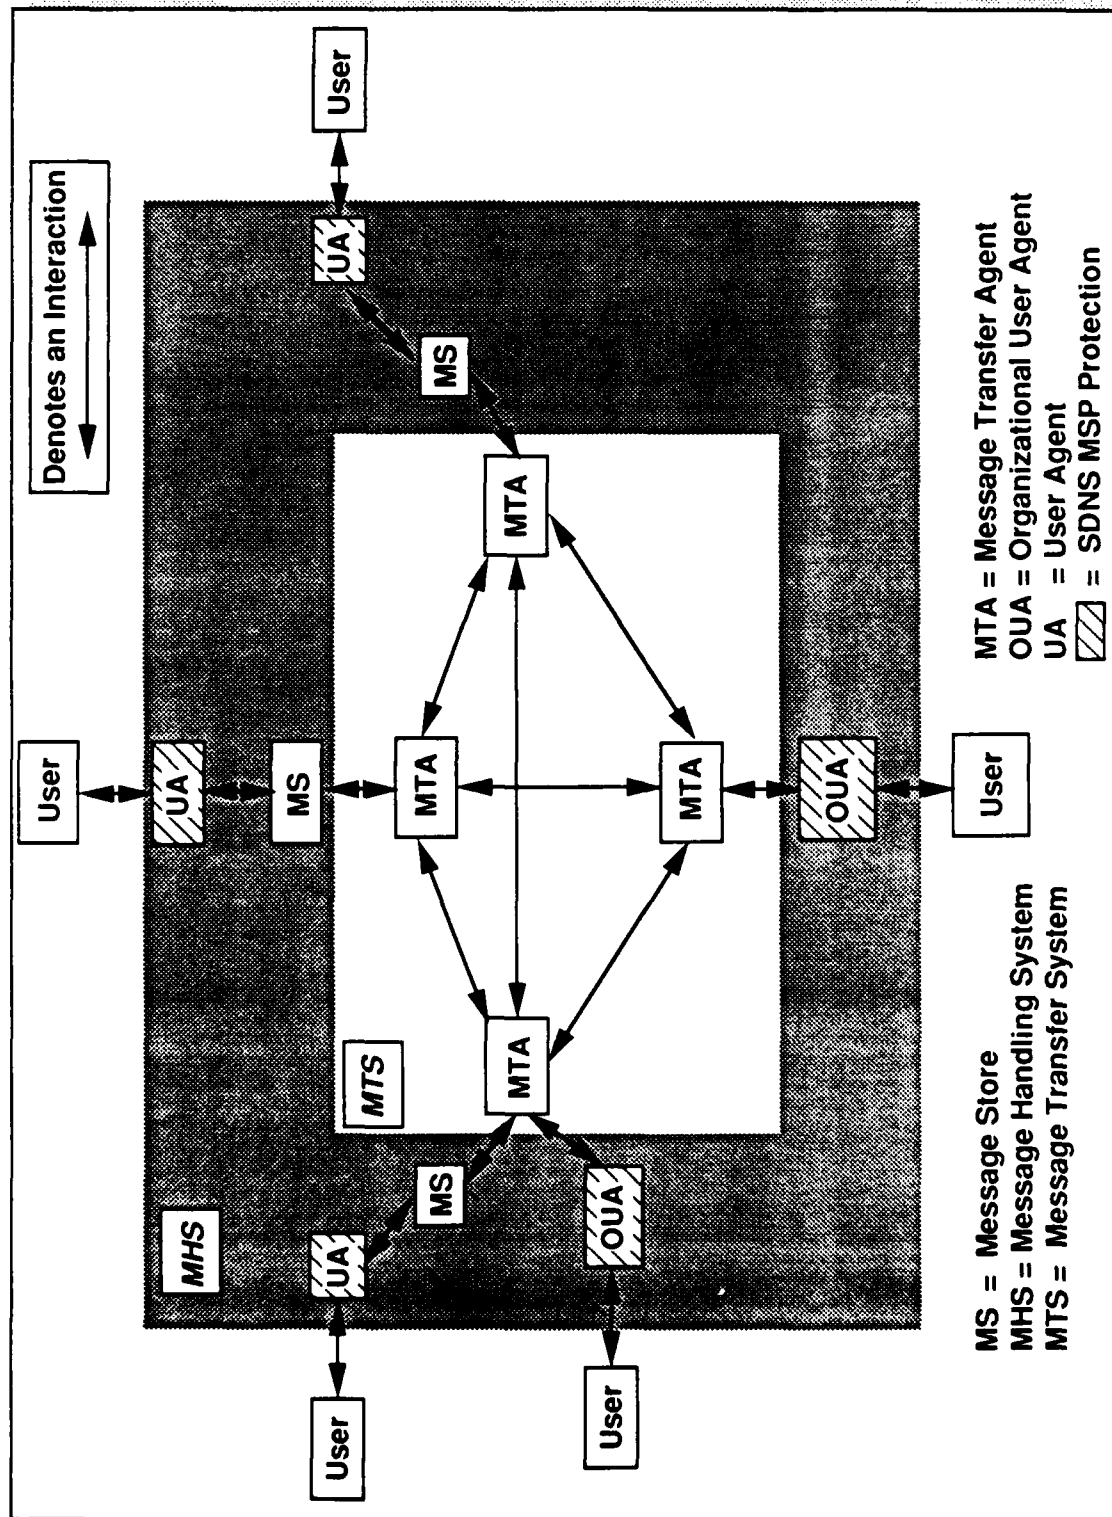 Denotes an Interaction
User
MHS
UA
User
UA
UA
User
MS
MS
MS
MTS
MTA
MTA
MTA
User
OUA
MTA
OUA
User
MS = Message Store
MHS = Message Handling System
MTS = Message Transfer System
MTA = Message Transfer Agent
OUA = Organizational User Agent
UA = User Agent
= SDNS MSP Protection